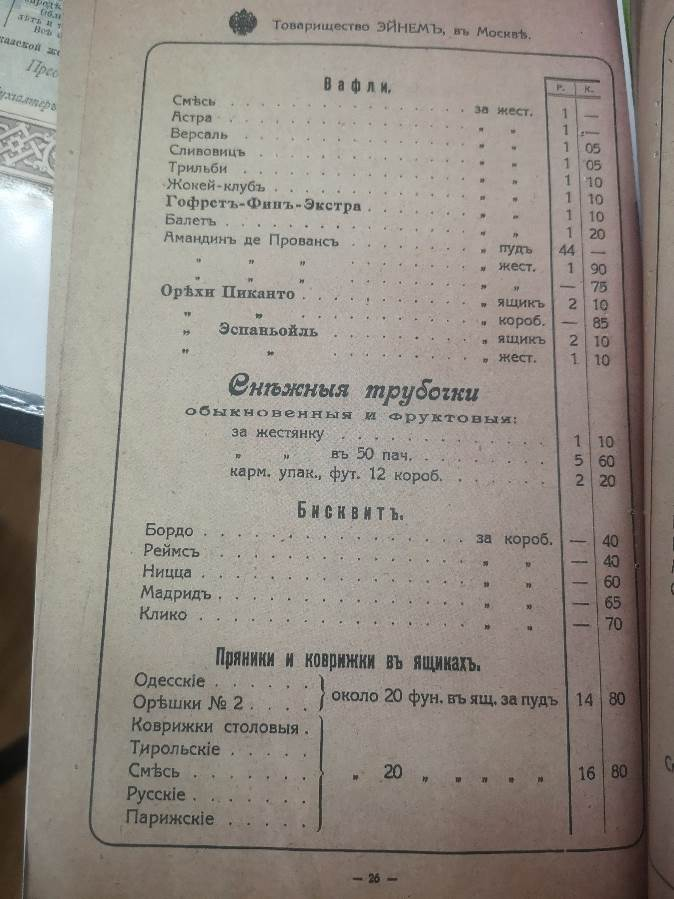 Товарищество ЭЙНЕМЪ, въ Москвѣ.
Вафли.
Р. К.
Смѣсь . . . за жест. 1 —
Астра . . . „ „ 1 —
Версаль . . . „ „ 1 —
Сливовицъ . . . „ „ 1 05
Трильби . . . „ „ 1 05
Жокей-клубъ . . . „ „ 1 10
Гофретъ-Финъ-Экстра . . . „ „ 1 10
Балетъ . . . „ „ 1 10
Амандинъ де Провансъ . . . „ пудъ 44 —
„ „ „ . . . „ жест. 1 90
„ „ „ . . . „ „ — 75
Орѣхи Пиканто . . . „ ящикъ 2 10
„ „ . . . „ короб. — 85
„ Эспаньойль . . . „ ящикъ 2 10
„ „ . . . „ жест. 1 10
Снѣжныя трубочки
обыкновенныя и фруктовыя:
за жестянку . . . 1 10
„ „ въ 50 пач. . . . 5 60
карм. упак., фут. 12 короб. . . . 2 20
Бисквитъ.
Бордо . . . за короб. — 40
Реймсъ . . . „ „ — 40
Ницца . . . „ „ — 60
Мадридъ . . . „ „ — 65
Клико . . . „ „ — 70
Пряники и коврижки въ ящикахъ.
Одесскіе . . .
Орѣшки № 2 . . . около 20 фун. въ ящ. за пудъ 14 80
Коврижки столовыя .
Тирольскіе . . .
Смѣсь . . . „ 20 „ „ „ „ „ 16 80
Русскіе . . .
Парижскіе . . .
— 26 —